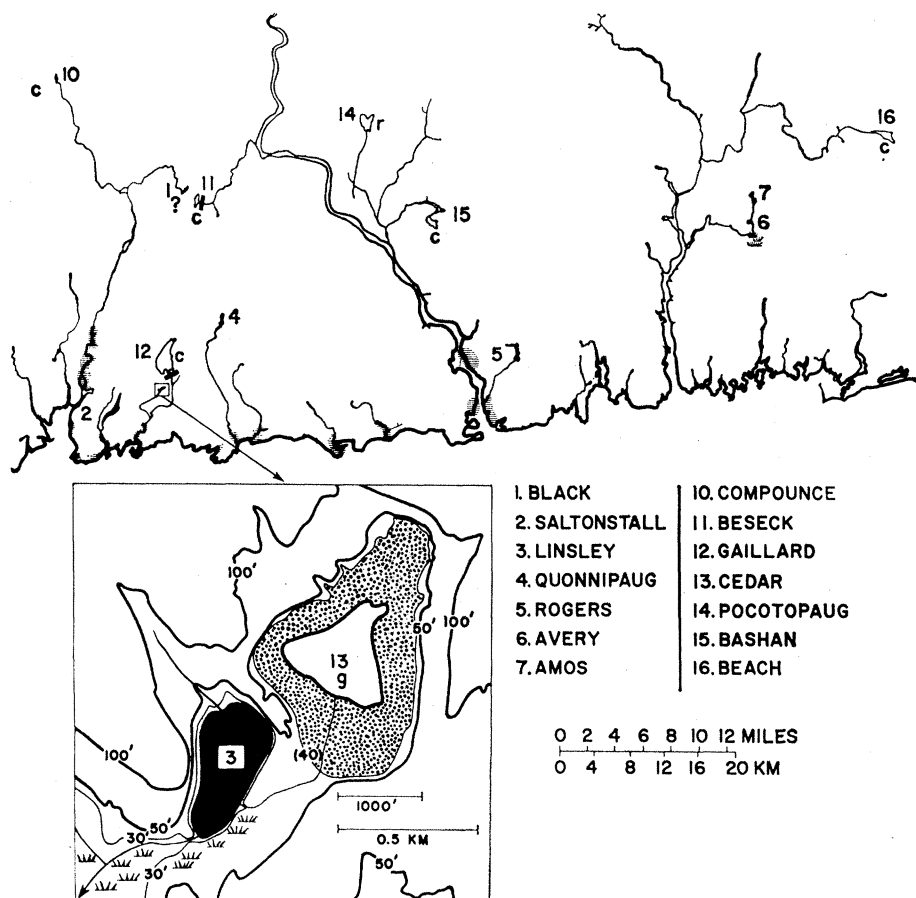 10
c
14
r
16
c
1
?
11
c
15
c
7
6
4
12
c
5
2
100'
100'
50'
13
g
(40)
3
100'
1000'
0.5 KM
30'
50'
30'
50'
1. BLACK
2. SALTONSTALL
3. LINSLEY
4. QUONNIPAUG
5. ROGERS
6. AVERY
7. AMOS
10. COMPOUNCE
11. BESECK
12. GAILLARD
13. CEDAR
14. POCOTOPAUG
15. BASHAN
16. BEACH
0 2 4 6 8 10 12 MILES
0 4 8 12 16 20 KM